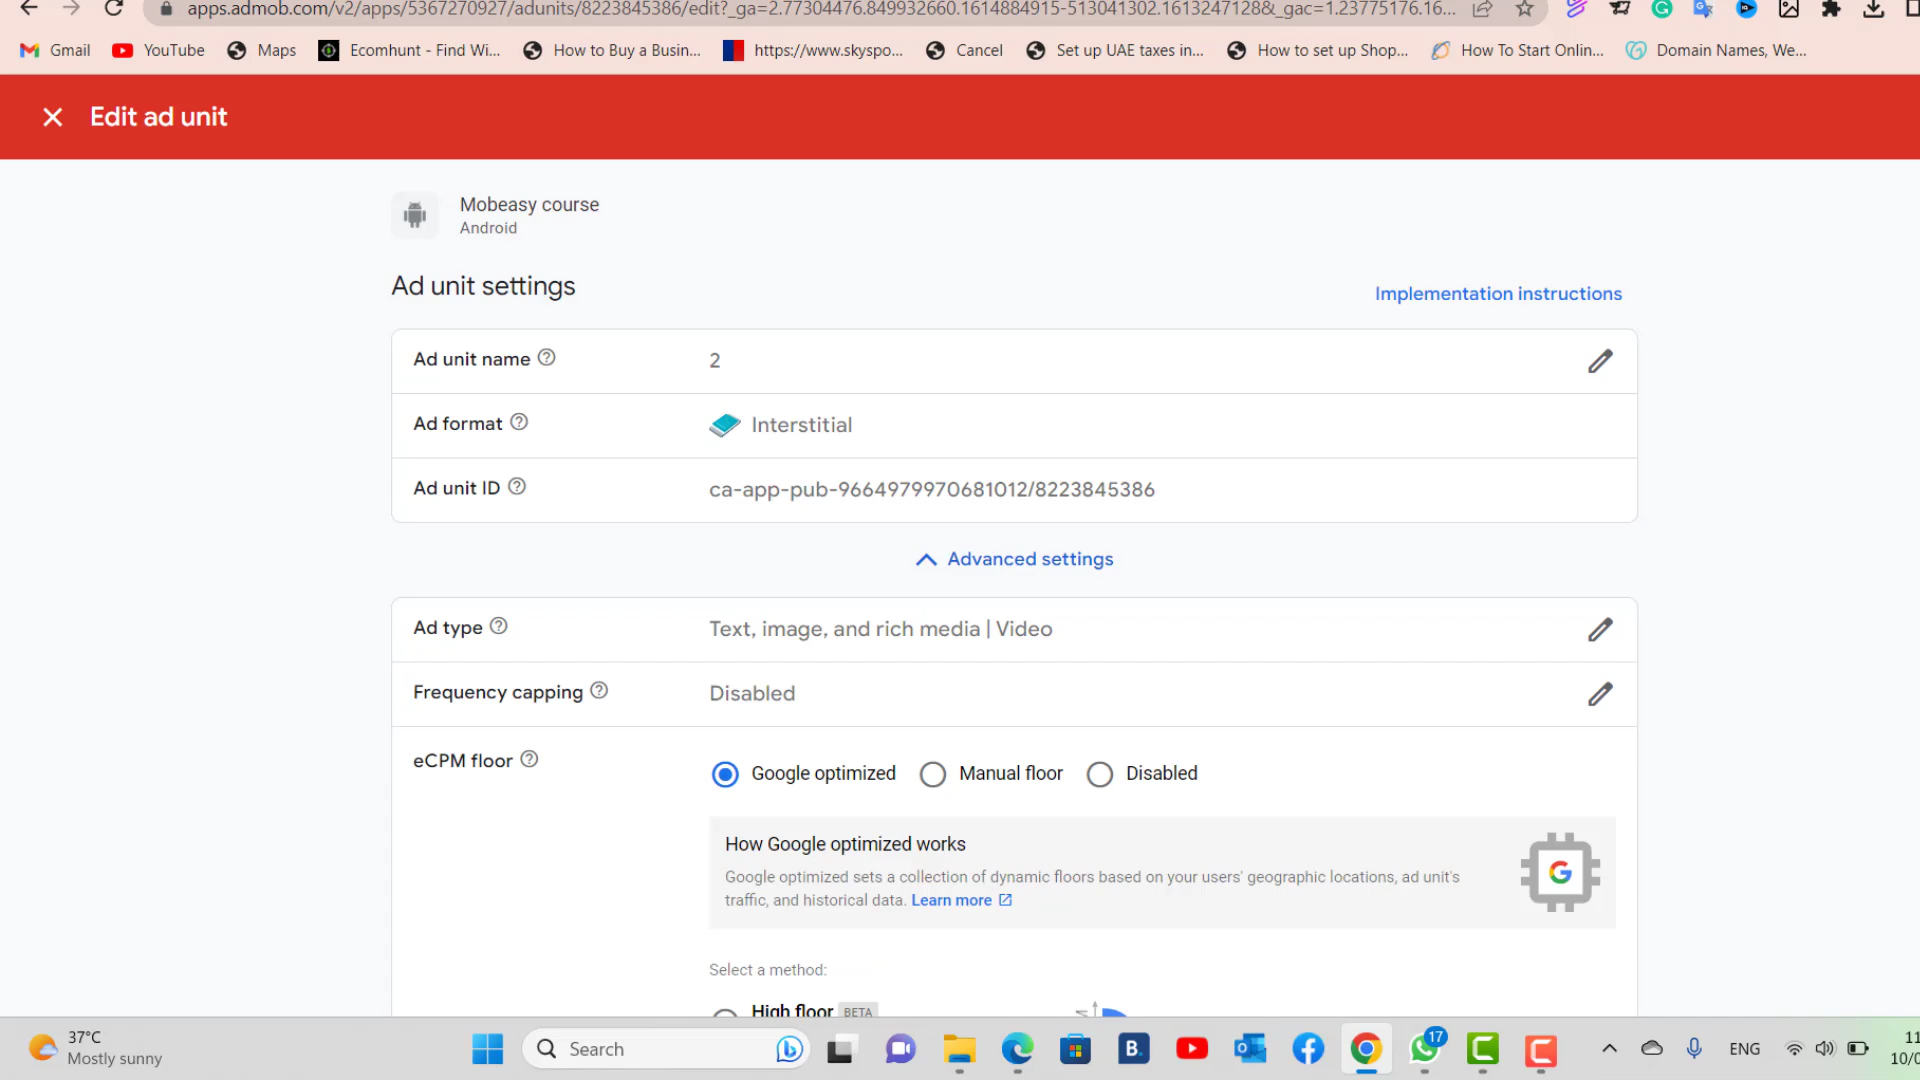 apps.admob.com/v2/apps/5367270927/adunits/8223845386/edit?_ga=2.77304476.849932660.1614884915-513041302.1613247128&_gac=1.23775176.16...
Gmail YouTube Maps Ecomhunt - Find Wi... How to Buy a Busin... https://www.skyspo... Cancel Set up UAE taxes in... How to set up Shop... How To Start Onlin... Domain Names, We...
Edit ad unit
Mobeasy course
Android
Ad unit settings
Implementation instructions
Ad unit name 2
Ad format Interstitial
Ad unit ID ca-app-pub-9664979970681012/8223845386
Advanced settings
Ad type Text, image, and rich media | Video
Frequency capping Disabled
eCPM floor Google optimized Manual floor Disabled
How Google optimized works
Google optimized sets a collection of dynamic floors based on your users' geographic locations, ad unit's
traffic, and historical data. Learn more
Select a method:
High floor BETA
37°C
Mostly sunny
Search
B.
17
ENG
11
10/0